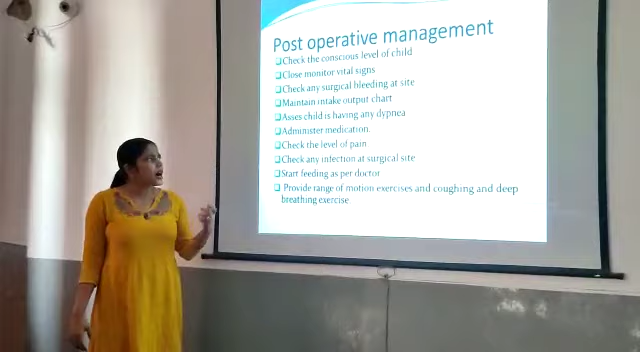 Post operative management
❑Check the conscious level of child
❑Close monitor vital signs
❑Check any surgical bleeding at site
❑Maintain intake output chart
❑Asses child is having any dypnea
❑Administer medication.
❑Check the level of pain
❑Check any infection at surgical site
❑Start feeding as per doctor
❑ Provide range of motion exercises and coughing and deep
breathing exercise